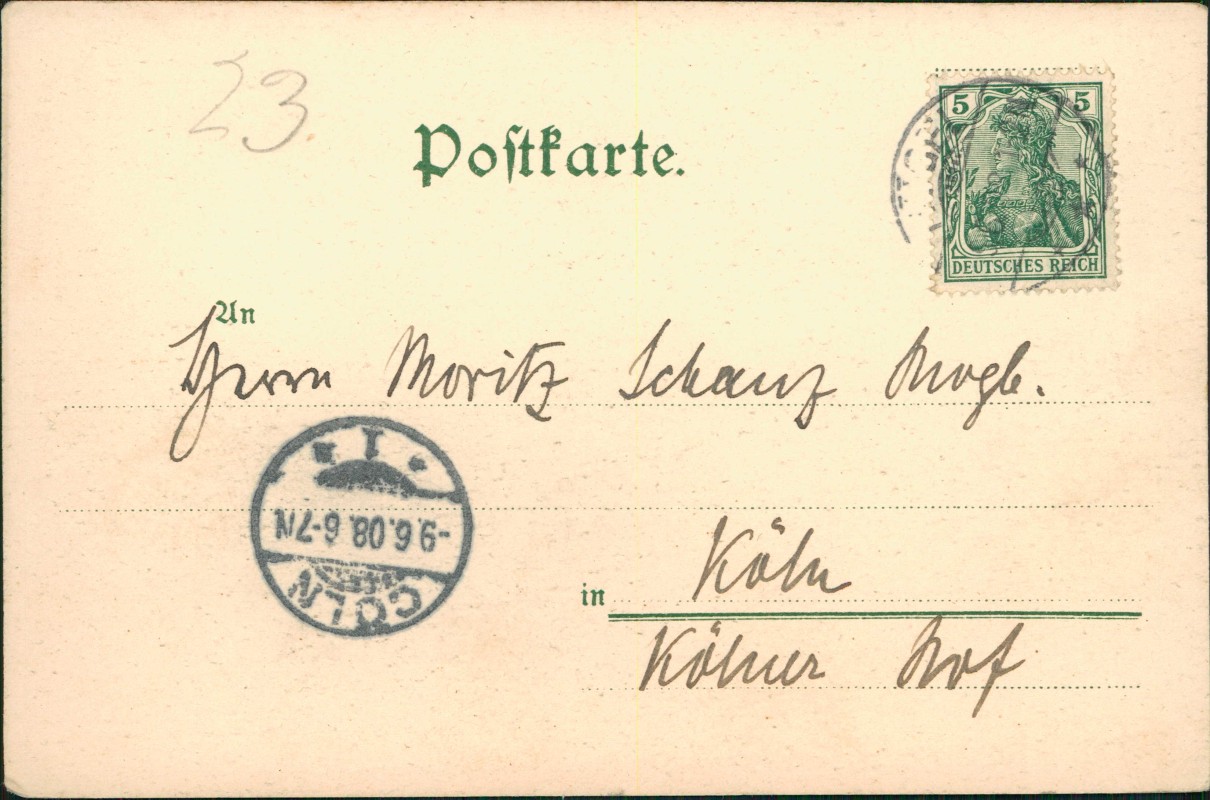 23.
Postkarte.
5 5
DEUTSCHES REICH
An
Herrn Moritz Schanz
* 1 n
-9.6.08.6-7N
CÖLN
in Köln
Kölner Hof